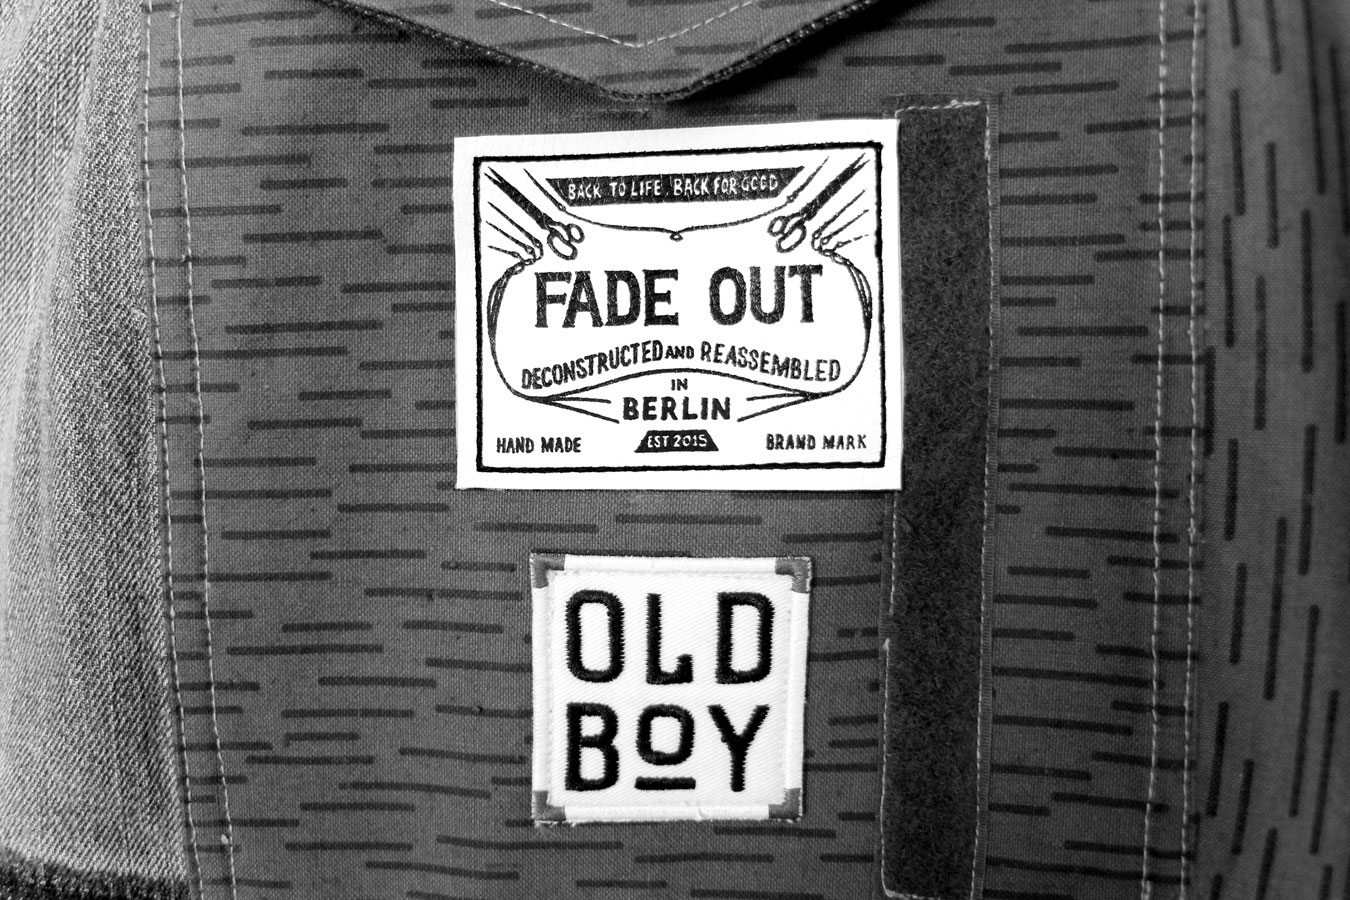 BACK TO LIFE. BACK FOR GOOD
FADE OUT
DECONSTRUCTED AND REASSEMBLED
IN
BERLIN
HAND MADE
EST 2015
BRAND MARK
OLD
BOY